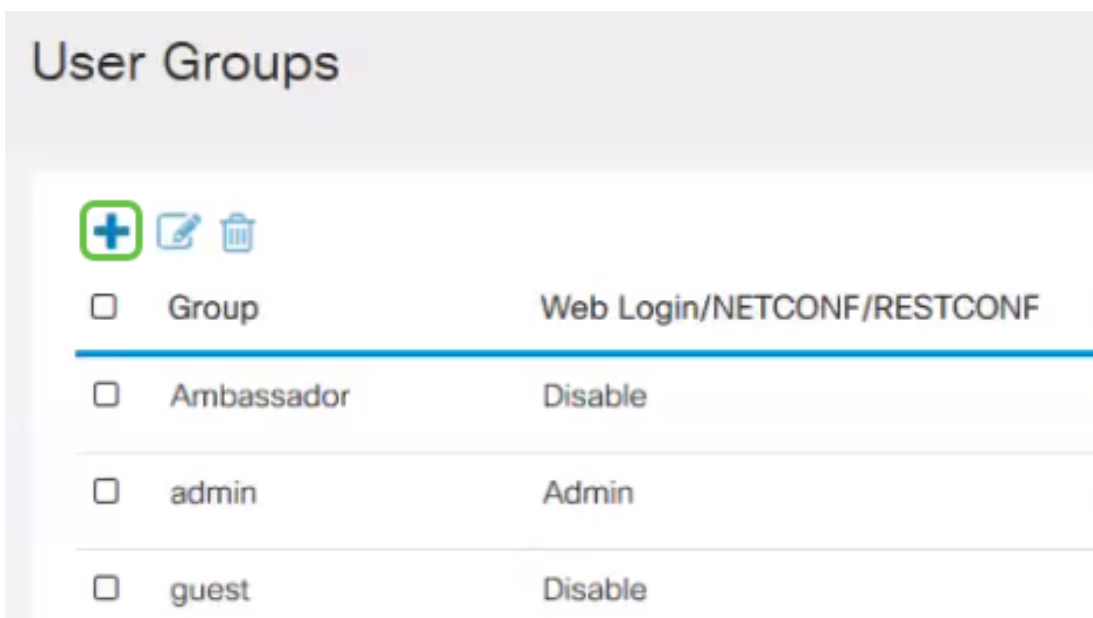 User Groups
Group Web Login/NETCONF/RESTCONF
Ambassador Disable
admin Admin
guest Disable